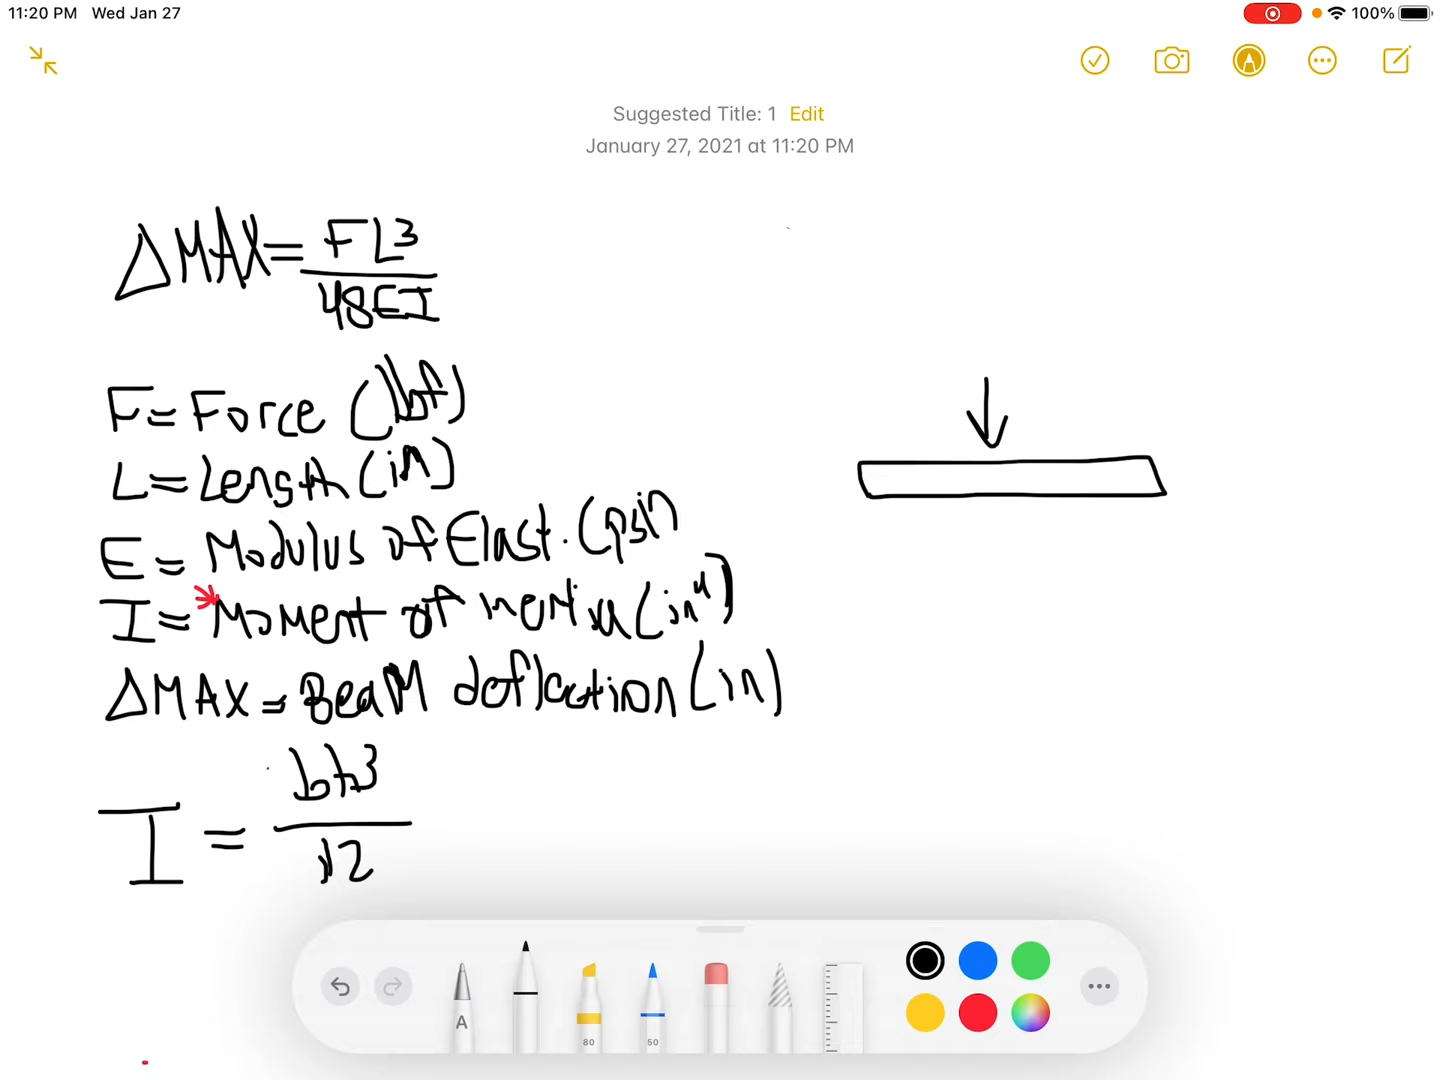 11:20 PM Wed Jan 27 100%
Suggested Title: 1 Edit
January 27, 2021 at 11:20 PM
ΔMAX = FL³
48EI
F = Force (lbf)
L = Length (in)
E = Modulus of Elast. (psi)
I = Moment of inertia (in⁴)
ΔMAX = Beam deflection (in)
I = bh³
12
A 80 50